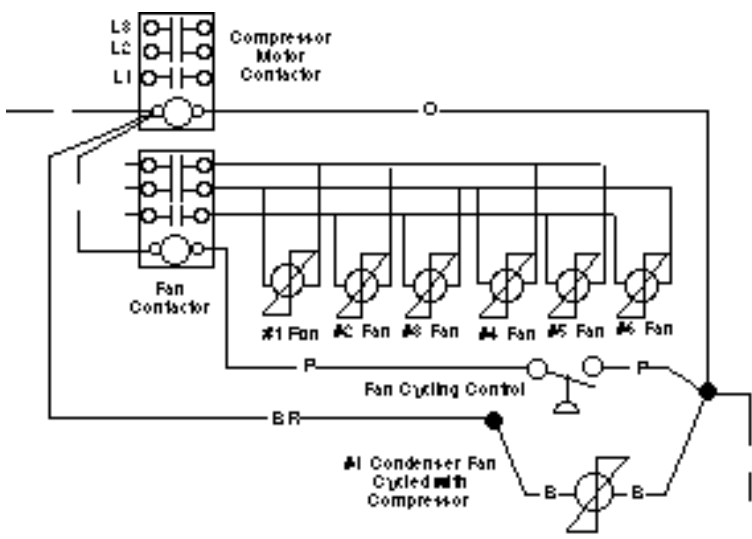 L3
L2
L1
Compressor
Motor
Contactor
O
Fan
Contactor
#1 Fan
#2 Fan
#3 Fan
#4 Fan
#5 Fan
#6 Fan
P
P
Fan Cycling Control
BR
#1 Condenser Fan
Cycled with
Compressor
B
B